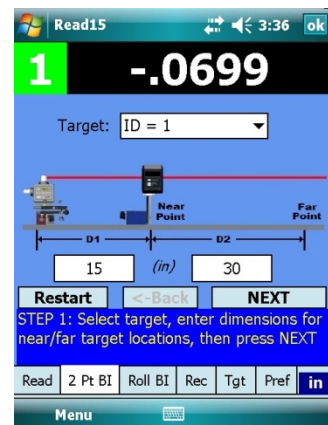 Read15 3:36 ok
1 -.0699
Target: ID = 1
Near Point
Far Point
D1 D2
15 (in) 30
Restart <-Back NEXT
STEP 1: Select target, enter dimensions for
near/far target locations, then press NEXT
Read 2 Pt BI Roll BI Rec Tgt Pref in
Menu